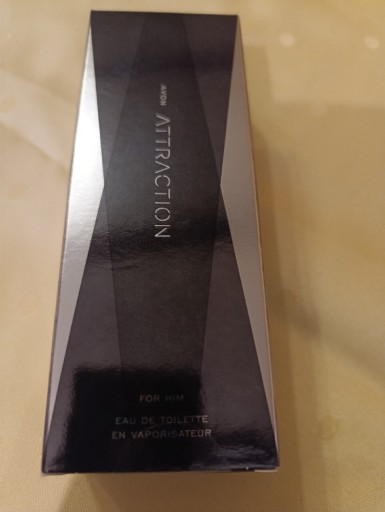 AVON
ATTRACTION
FOR HIM
EAU DE TOILETTE
EN VAPORISATEUR